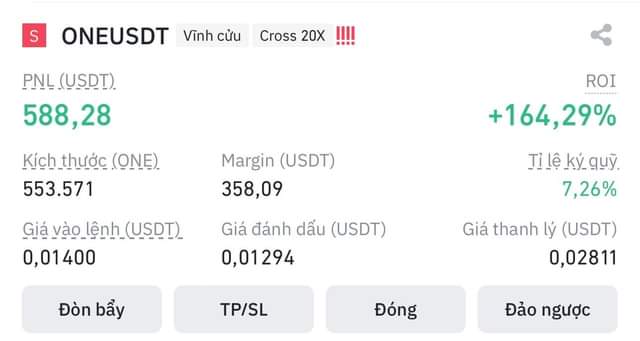 S ONEUSDT Vĩnh cửu Cross 20X !!!!
PNL (USDT) ROI
588,28 +164,29%
Kích thước (ONE) Margin (USDT) Tỉ lệ ký quỹ
553.571 358,09 7,26%
Giá vào lệnh (USDT) Giá đánh dấu (USDT) Giá thanh lý (USDT)
0,01400 0,01294 0,02811
Đòn bẩy TP/SL Đóng Đảo ngược